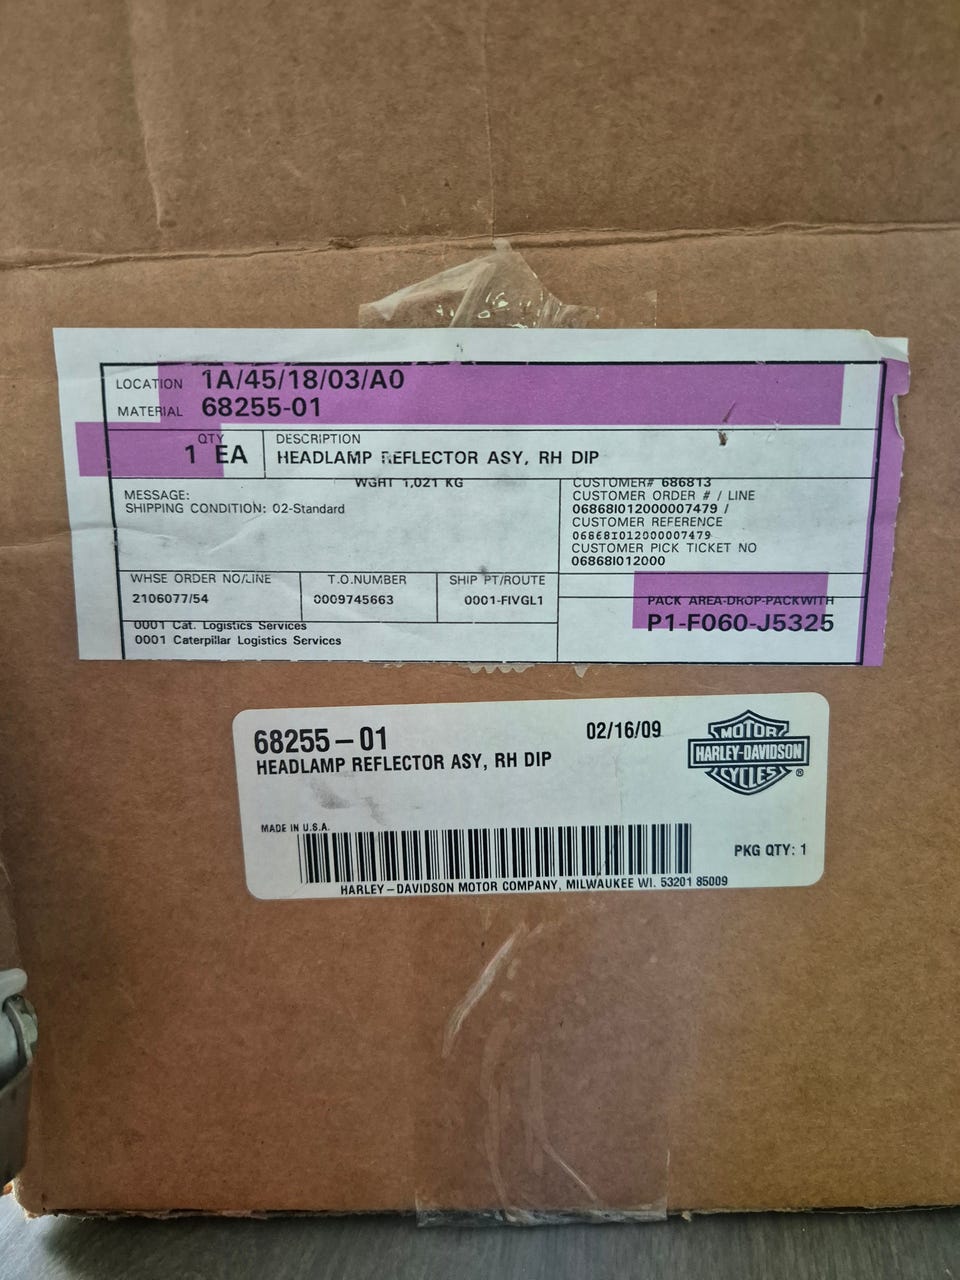 LOCATION 1A/45/18/03/A0
MATERIAL 68255-01
QTY
1 EA
DESCRIPTION
HEADLAMP REFLECTOR ASY, RH DIP
WGHT 1,021 KG
MESSAGE:
SHIPPING CONDITION: 02-Standard
CUSTOMER# 686813
CUSTOMER ORDER # / LINE
06868I012000007479 /
CUSTOMER REFERENCE
06868I012000007479
CUSTOMER PICK TICKET NO
06868I012000
WHSE ORDER NO/LINE
2106077/54
T.O.NUMBER
0009745663
SHIP PT/ROUTE
0001-FIVGL1
PACK AREA-DROP-PACKWITH
P1-F060-J5325
0001 Cat. Logistics Services
0001 Caterpillar Logistics Services
68255-01
02/16/09
HEADLAMP REFLECTOR ASY, RH DIP
MOTOR
HARLEY-DAVIDSON
CYCLES
®
MADE IN U.S.A.
PKG QTY: 1
HARLEY-DAVIDSON MOTOR COMPANY, MILWAUKEE WI. 53201 85009